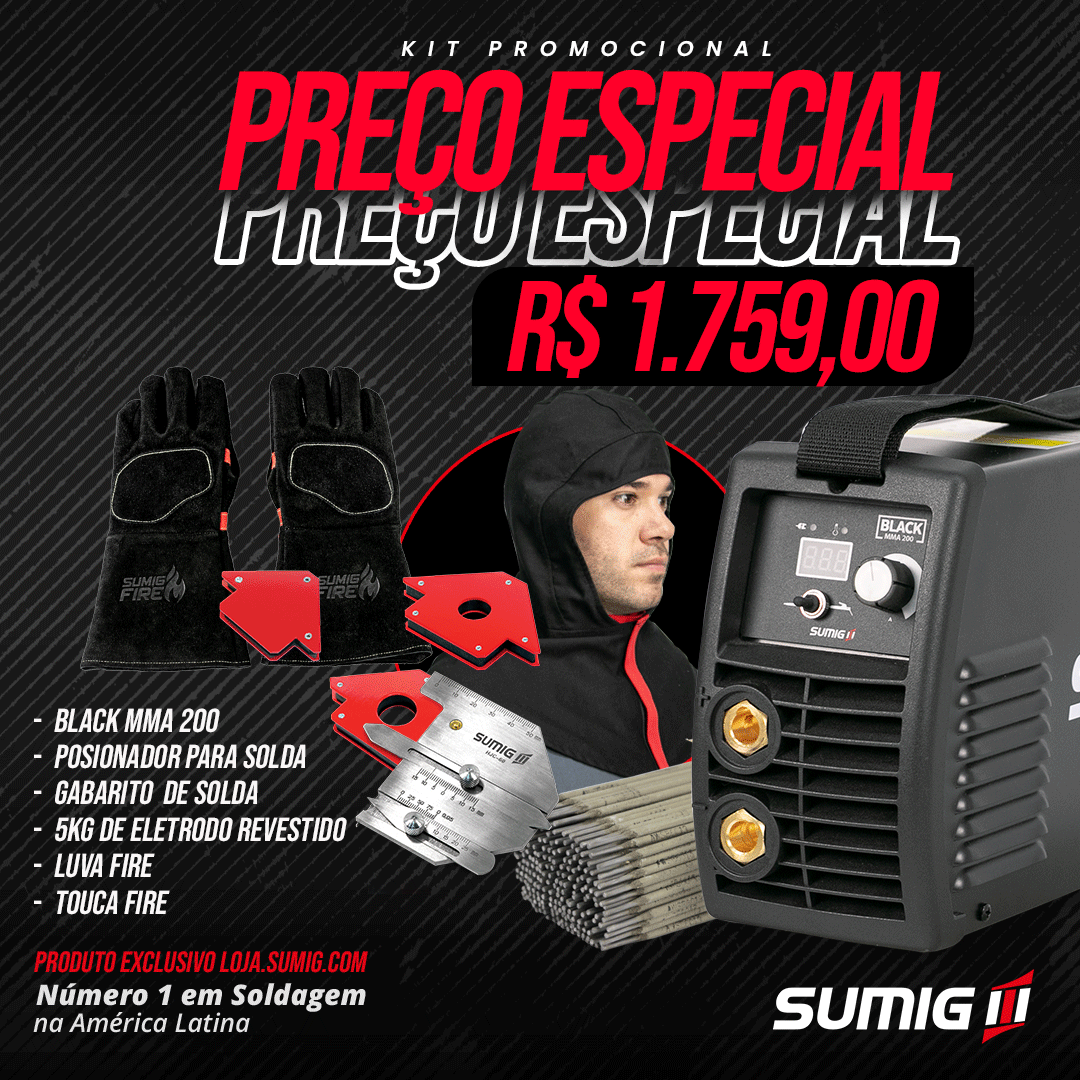 KIT PROMOCIONAL
PREÇO ESPECIAL
PREÇO ESPECIAL
R$ 1.759,00
SUMIG
FIRE
SUMIG
FIRE
BLACK
MMA 200
SUMIG
A
SUMIG
HJC-60
- BLACK MMA 200
- POSIONADOR PARA SOLDA
- GABARITO DE SOLDA
- 5KG DE ELETRODO REVESTIDO
- LUVA FIRE
- TOUCA FIRE
PRODUTO EXCLUSIVO LOJA.SUMIG.COM
Número 1 em Soldagem
na América Latina
SUMIG